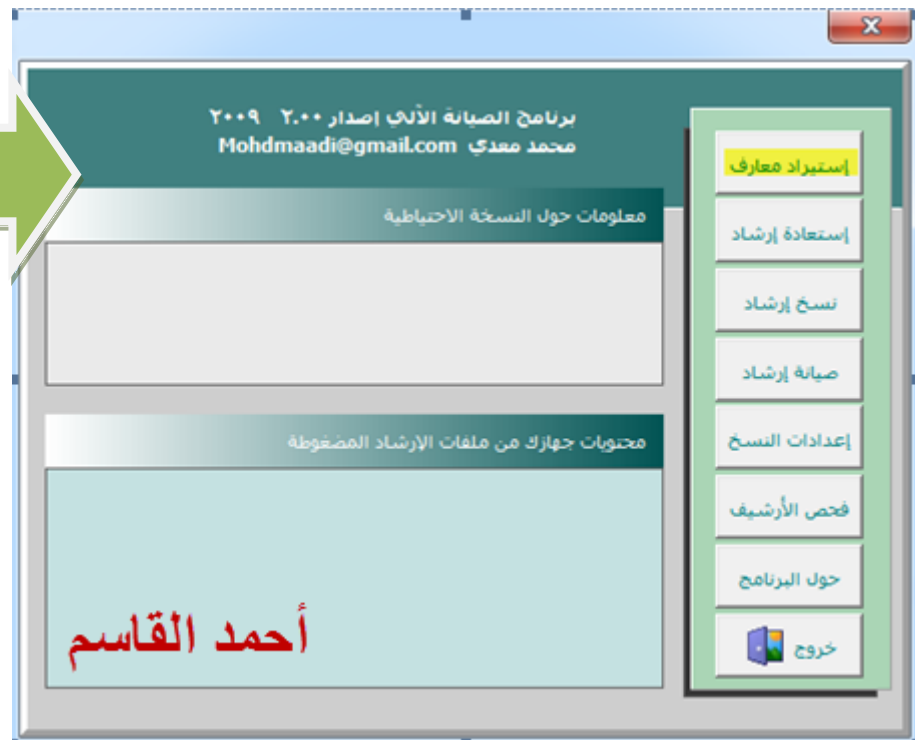 برنامج الصيانة الألي إصدار ٢.٠٠ ٢٠٠٩
محمد معدي Mohdmaadi@gmail.com
إستيراد معارف
إستعادة إرشاد
نسخ إرشاد
صيانة إرشاد
إعدادات النسخ
فحص الأرشيف
حول البرنامج
خروج
معلومات حول النسخة الاحتياطية
محتويات جهازك من ملفات الإرشاد المضغوطة
أحمد القاسم